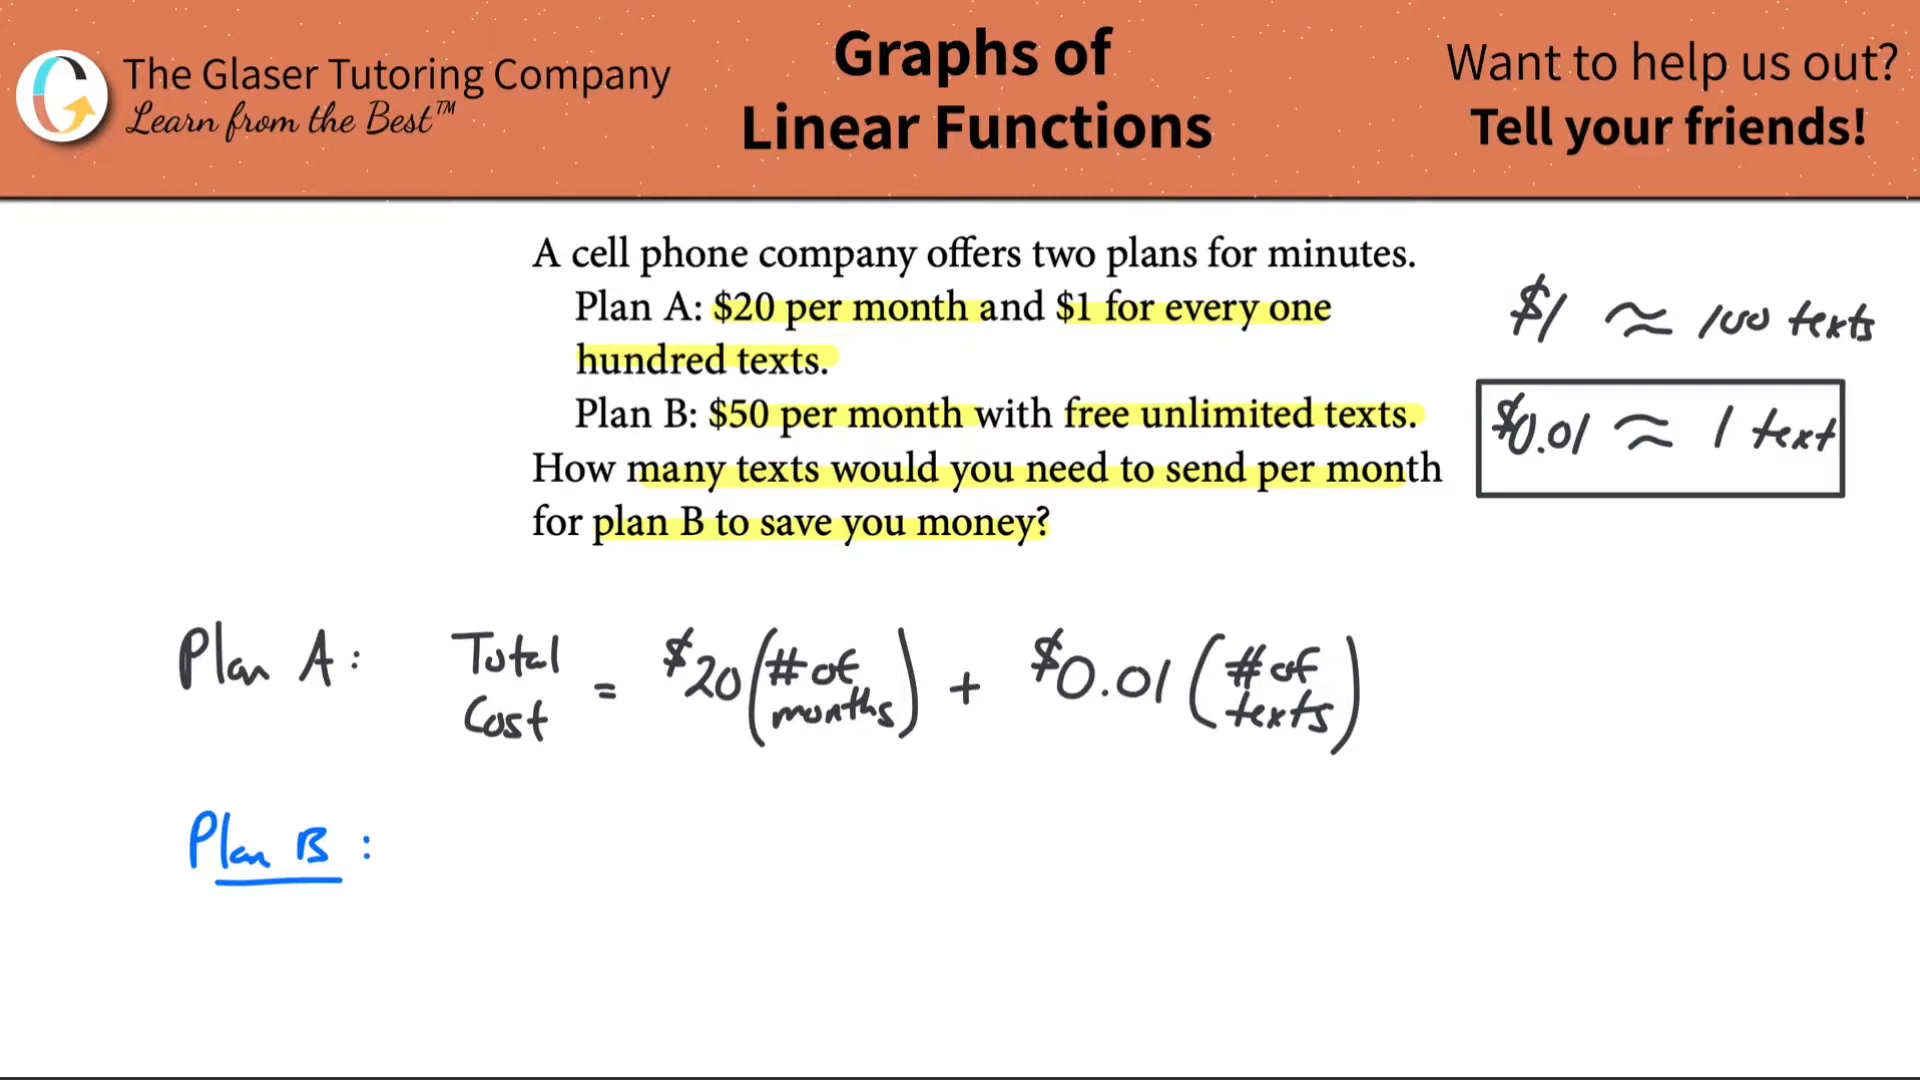 The Glaser Tutoring Company
Learn from the Best™
Graphs of
Linear Functions
Want to help us out?
Tell your friends!
A cell phone company offers two plans for minutes.
Plan A: $20 per month and $1 for every one
hundred texts.
Plan B: $50 per month with free unlimited texts.
How many texts would you need to send per month
for plan B to save you money?
$1 ≈ 100 texts
$0.01 ≈ 1 text
Plan A: Total Cost = $20 (# of months) + $0.01 (# of texts)
Plan B: